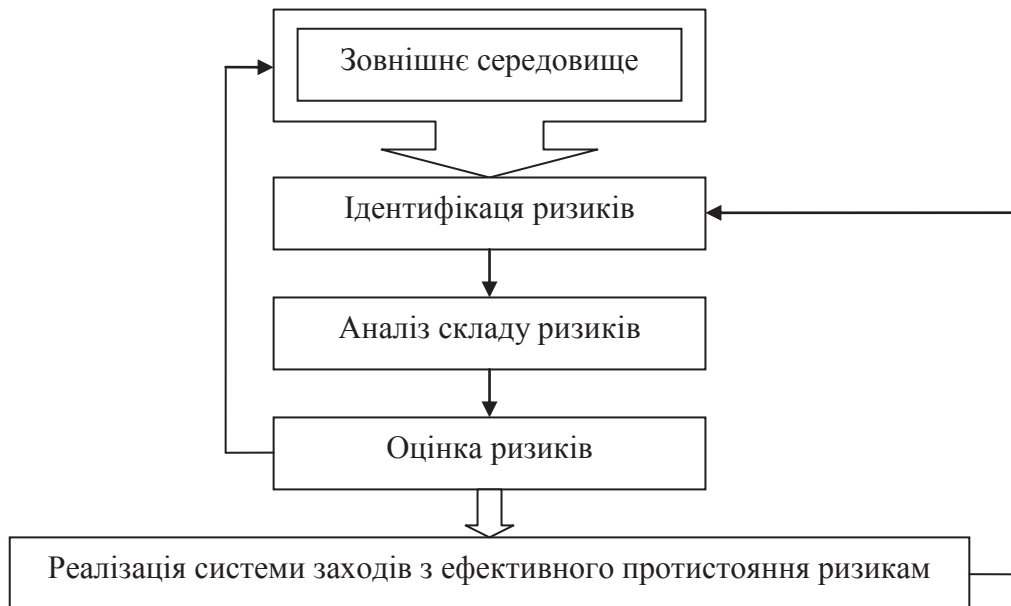 Зовнішнє середовище
Ідентифікаця ризиків
Аналіз складу ризиків
Оцінка ризиків
Реалізація системи заходів з ефективного протистояння ризикам